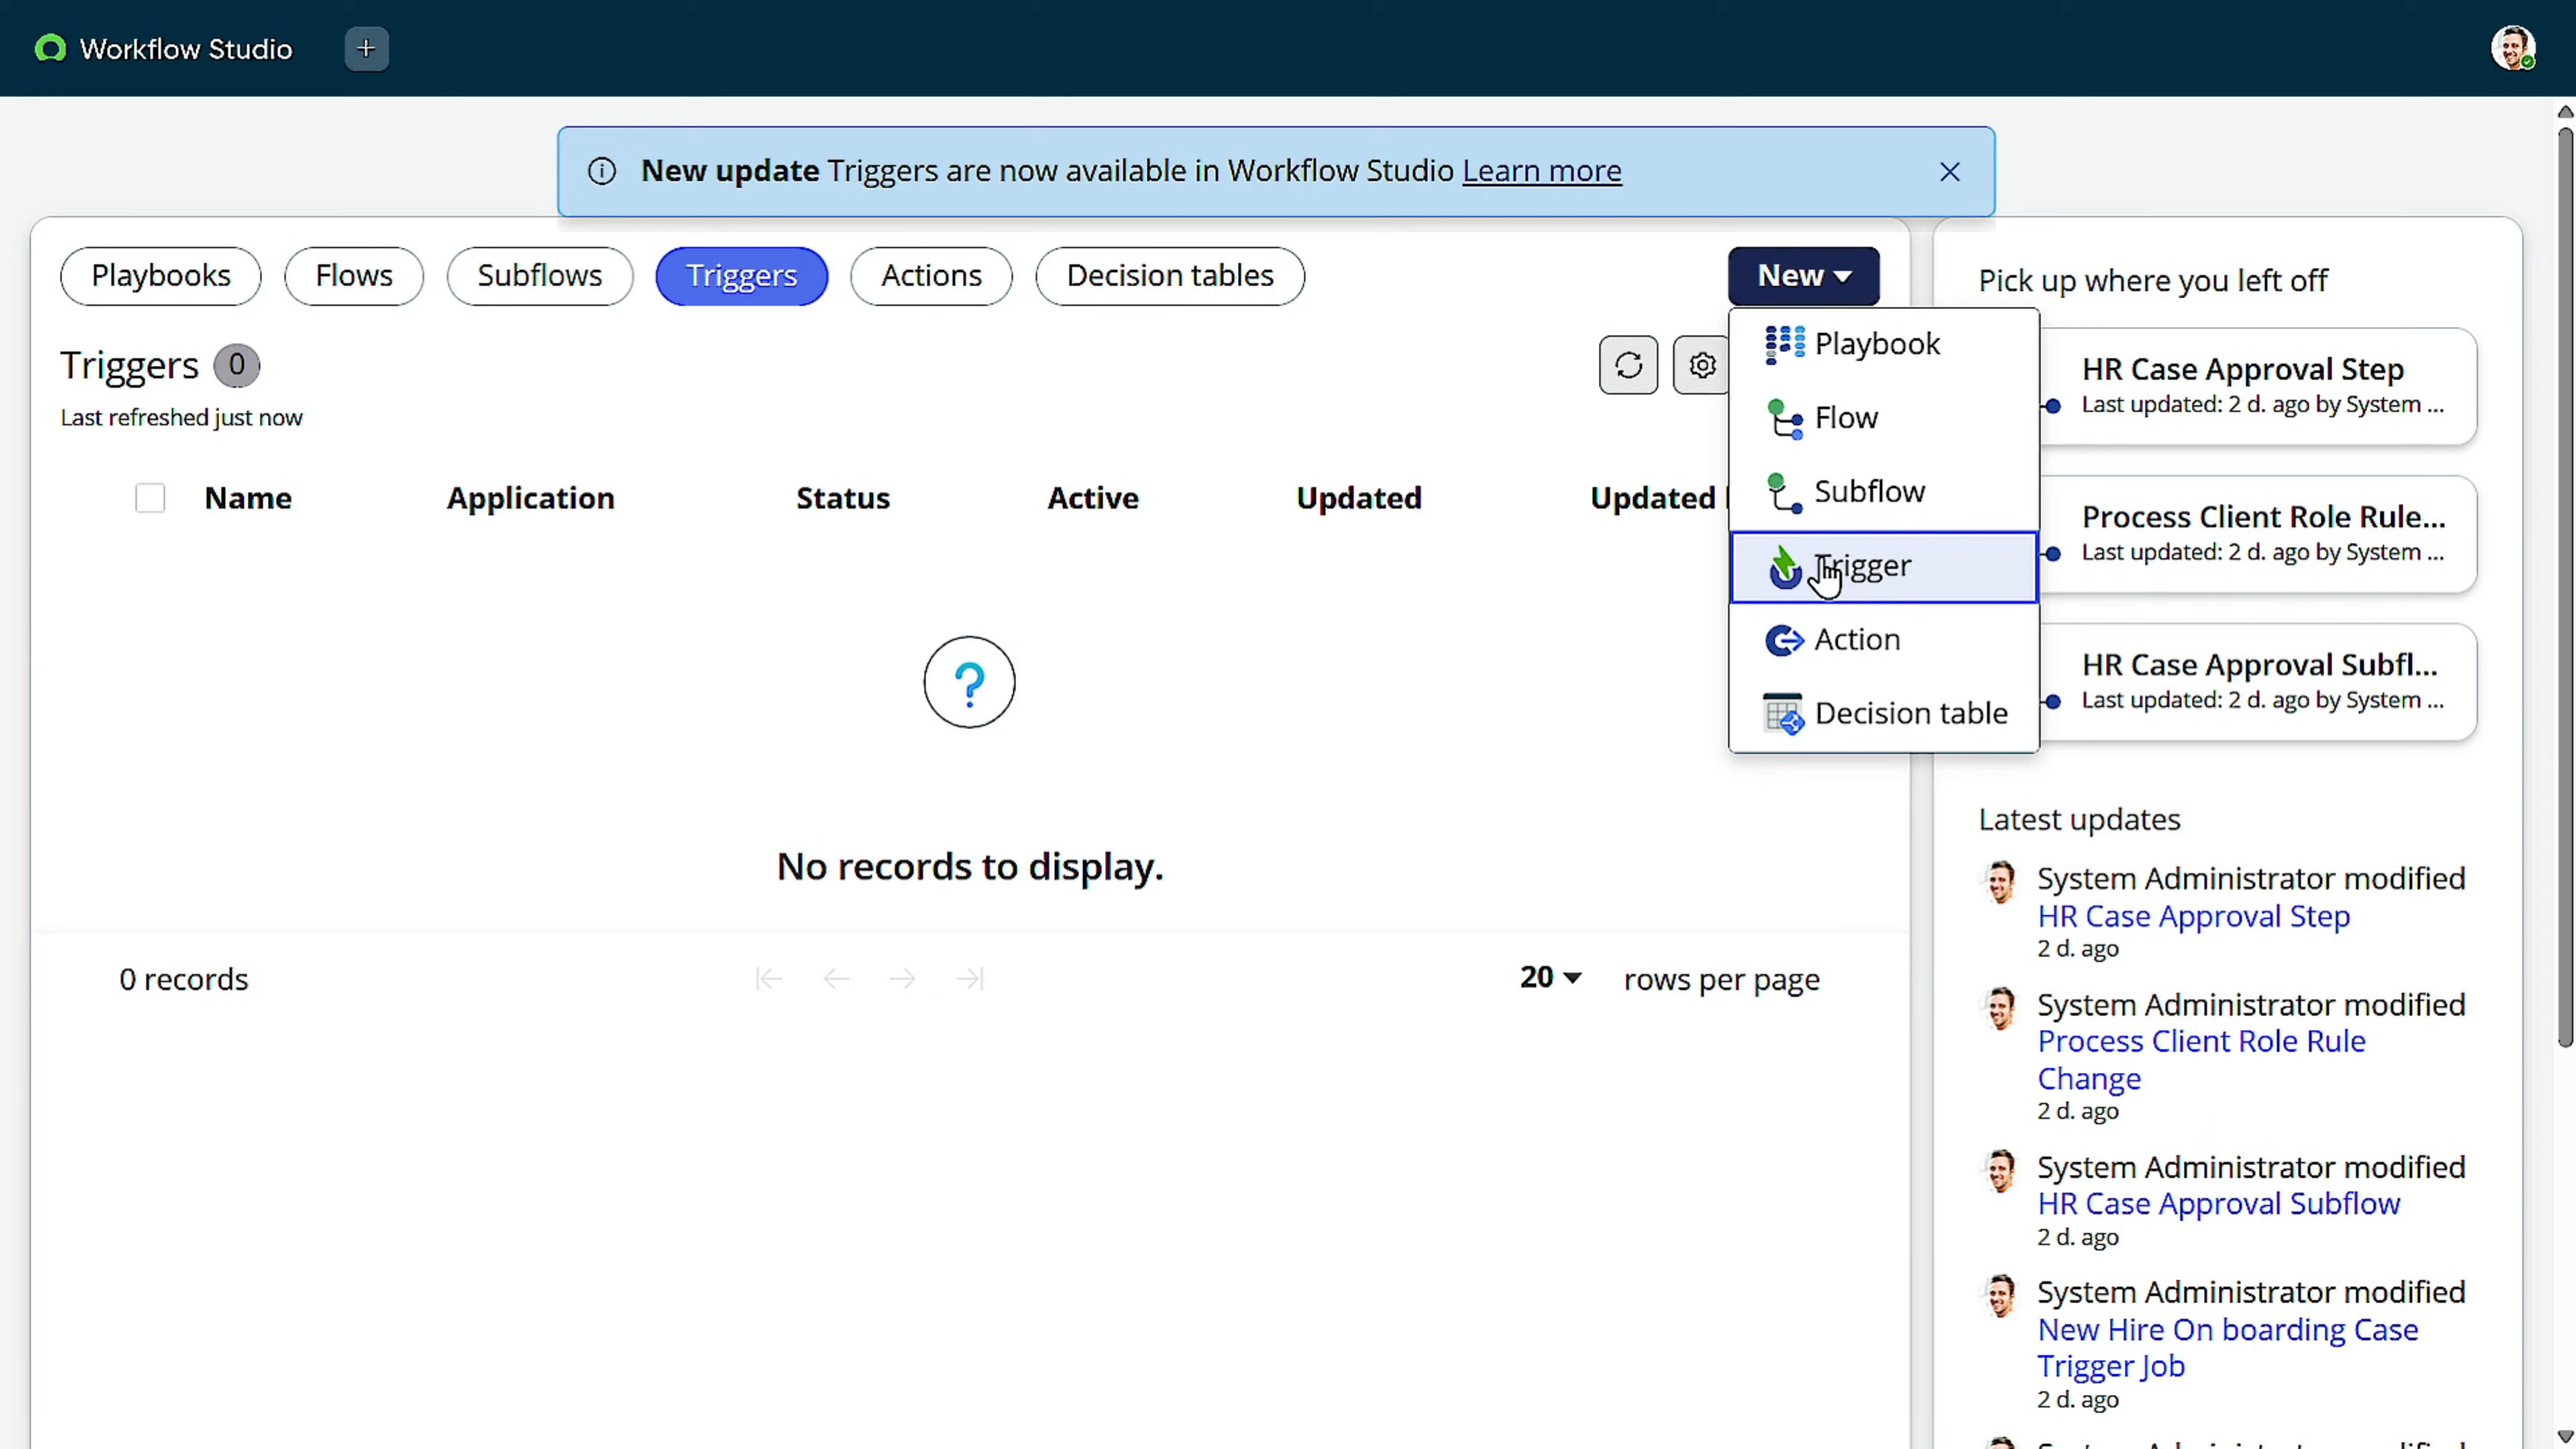 Workflow Studio
New update Triggers are now available in Workflow Studio Learn more
Playbooks
Flows
Subflows
Triggers
Actions
Decision tables
New
Triggers 0
Last refreshed just now
Name
Application
Status
Active
Updated
Updated
No records to display.
0 records
20
rows per page
Playbook
Flow
Subflow
Trigger
Action
Decision table
Pick up where you left off
HR Case Approval Step
Last updated: 2 d. ago by System ...
Process Client Role Rule...
Last updated: 2 d. ago by System ...
HR Case Approval Subfl...
Last updated: 2 d. ago by System ...
Latest updates
System Administrator modified
HR Case Approval Step
2 d. ago
System Administrator modified
Process Client Role Rule
Change
2 d. ago
System Administrator modified
HR Case Approval Subflow
2 d. ago
System Administrator modified
New Hire On boarding Case
Trigger Job
2 d. ago